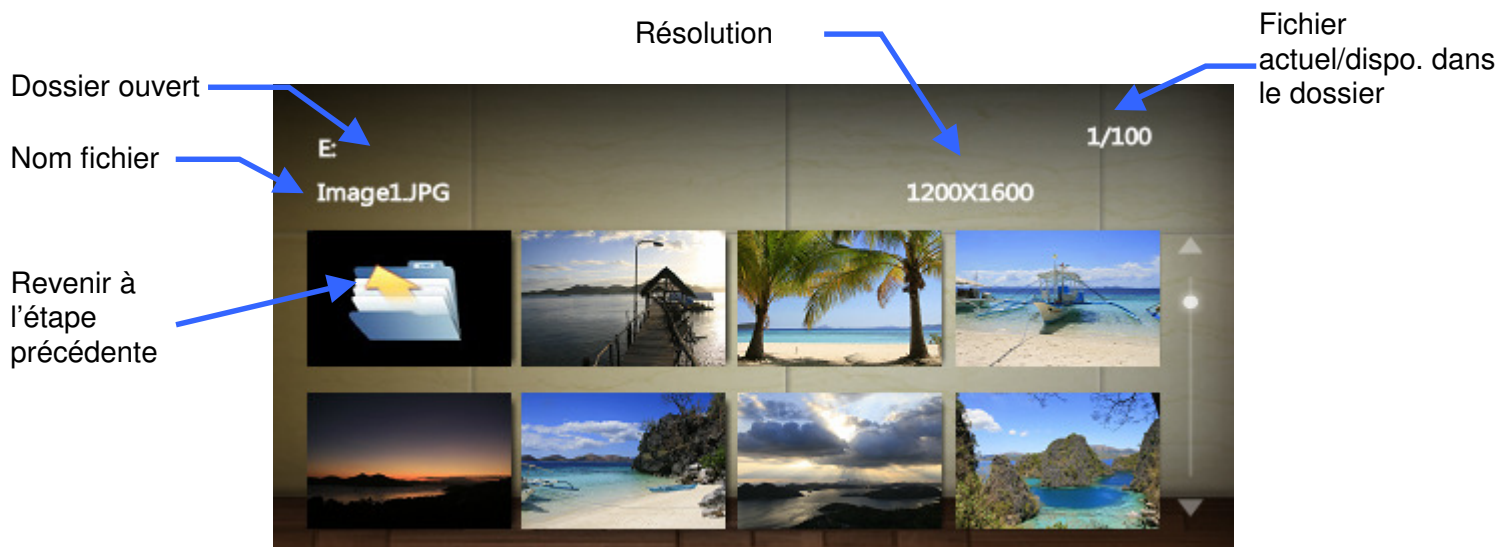 Résolution
Fichier
actuel/dispo. dans
le dossier
Dossier ouvert
Nom fichier
Revenir à
l’étape
précédente
E:
1/100
Image1.JPG
1200X1600